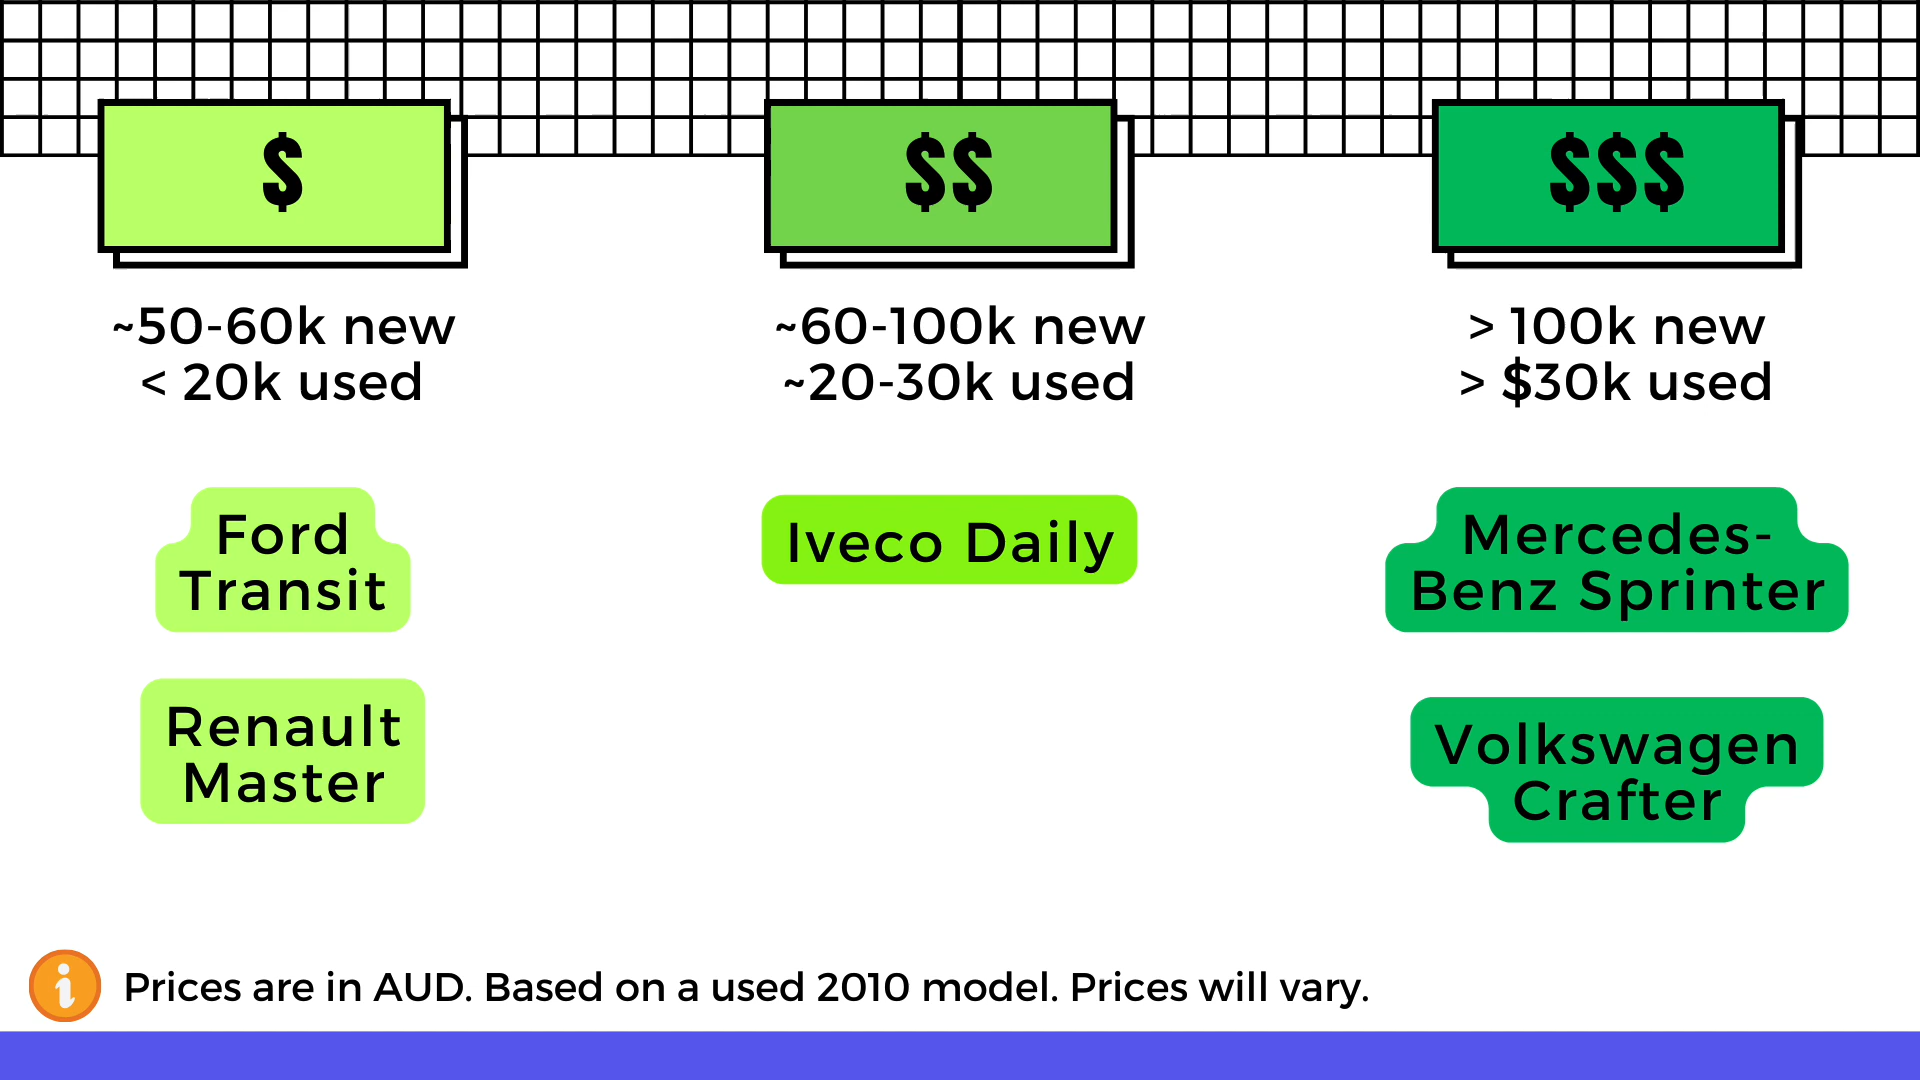 $
~50-60k new
< 20k used
Ford
Transit
Renault
Master
$$
~60-100k new
~20-30k used
Iveco Daily
$$$
> 100k new
> $30k used
Mercedes-
Benz Sprinter
Volkswagen
Crafter
i
Prices are in AUD. Based on a used 2010 model. Prices will vary.